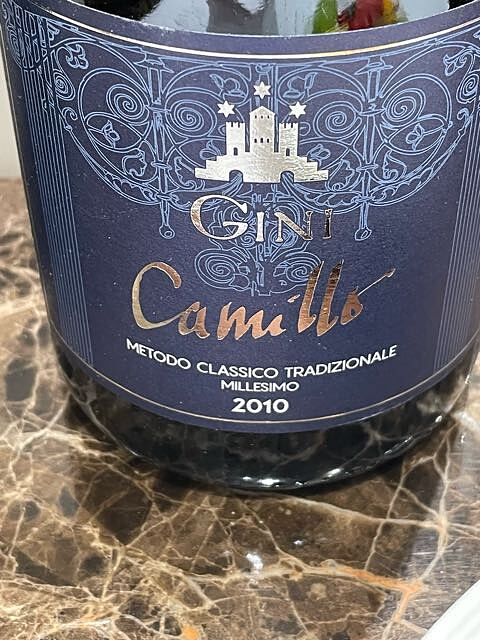 GINI
Camillo
METODO CLASSICO TRADIZIONALE
MILLESIMO
2010